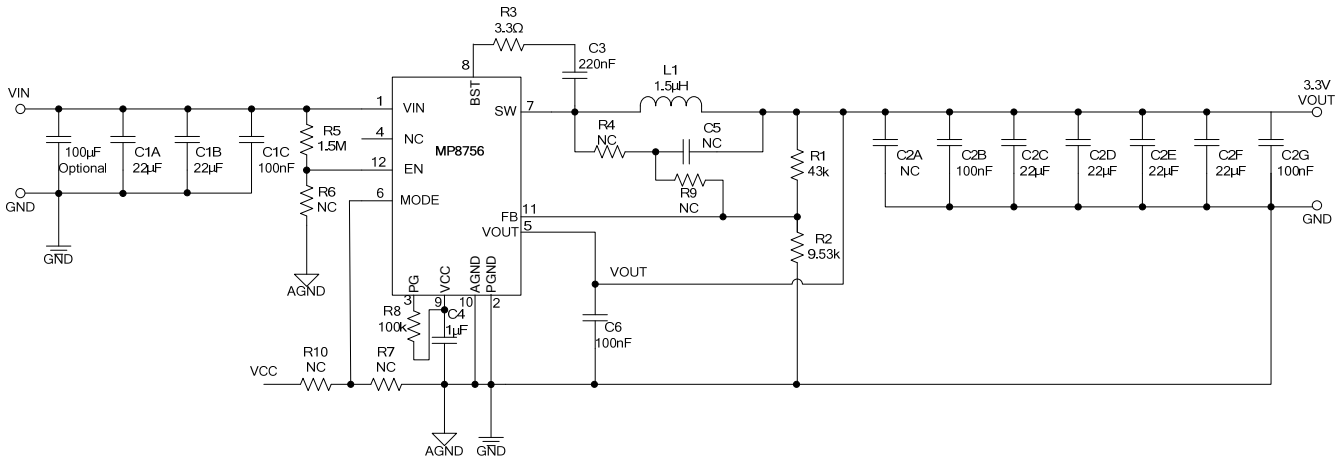 R3
3.3Ω
C3
220nF
8
BST
L1
1.5µH
VIN
1
VIN
SW
7
3.3V
VOUT
100µF
Optional
C1A
22µF
C1B
22µF
C1C
100nF
R5
1.5M
4
NC
MP8756
12
EN
R4
NC
C5
NC
R9
NC
R1
43k
C2A
NC
C2B
100nF
C2C
22µF
C2D
22µF
C2E
22µF
C2F
22µF
C2G
100nF
GND
R6
NC
6
MODE
FB
11
VOUT
5
R2
9.53k
GND
GND
AGND
VOUT
PG
VCC
AGND
PGND
3
9
10
2
R8
100k
C4
1µF
C6
100nF
VCC
R10
NC
R7
NC
AGND
GND